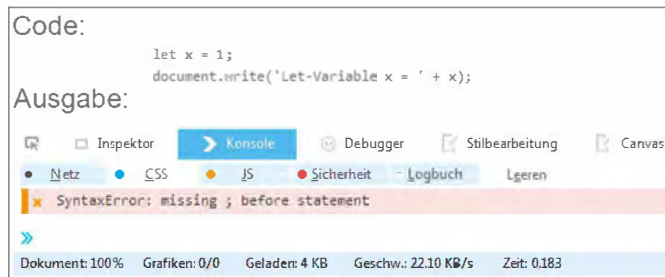 Code:
let x = 1;
document.write('Let-Variable x = ' + x);
Ausgabe:
Inspektor Konsole Debugger Stilbearbeitung Canvas
Netz CSS JS Sicherheit Logbuch Leeren
SyntaxError: missing ; before statement
Dokument: 100% Grafiken: 0/0 Geladen: 4 KB Geschw.: 22.10 KB/s Zeit: 0.183